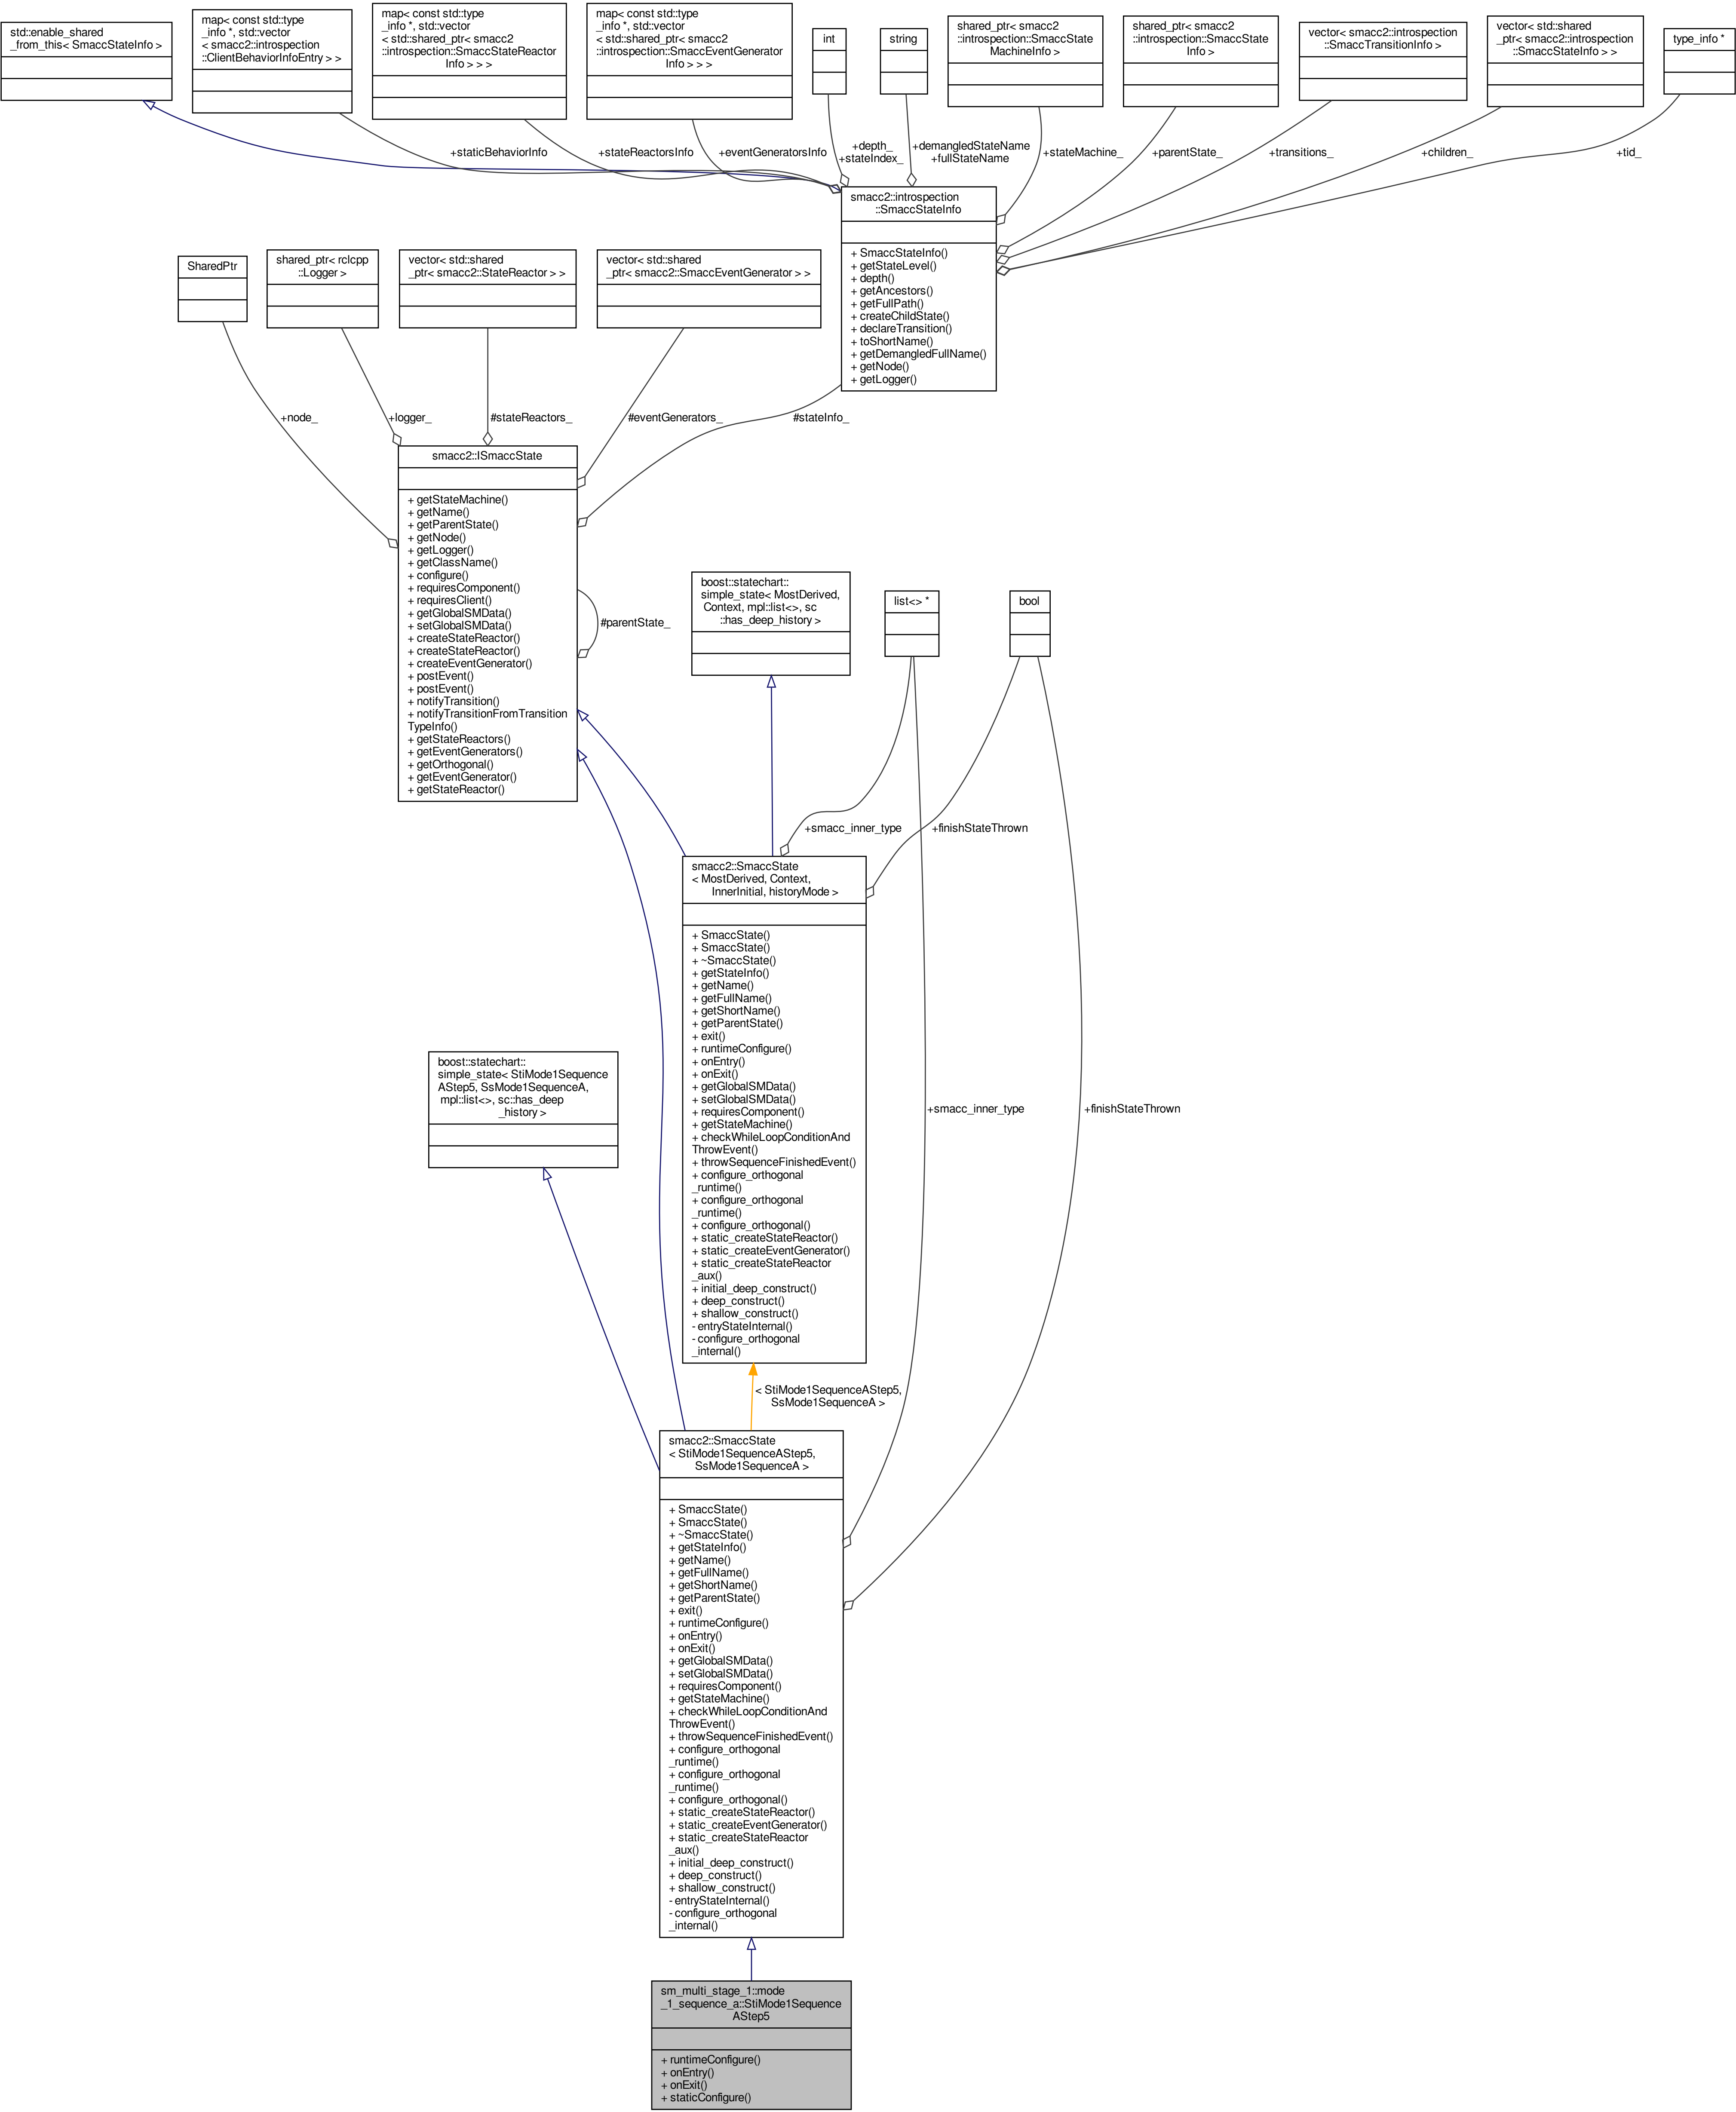 std::enable_shared
_from_this< SmaccStateInfo >
map< const std::type
_info *, std::vector
< smacc2::introspection
::ClientBehaviorInfoEntry > >
map< const std::type
_info *, std::vector
< std::shared_ptr< smacc2
::introspection::SmaccStateReactor
Info > > >
map< const std::type
_info *, std::vector
< std::shared_ptr< smacc2
::introspection::SmaccEventGenerator
Info > > >
int
string
shared_ptr< smacc2
::introspection::SmaccState
MachineInfo >
shared_ptr< smacc2
::introspection::SmaccState
Info >
vector< smacc2::introspection
::SmaccTransitionInfo >
vector< std::shared
_ptr< smacc2::introspection
::SmaccStateInfo > >
type_info *
+staticBehaviorInfo
+stateReactorsInfo
+eventGeneratorsInfo
+depth_
+stateIndex_
+demangledStateName
+fullStateName
+stateMachine_
+parentState_
+transitions_
+children_
+tid_
smacc2::introspection
::SmaccStateInfo
+ SmaccStateInfo()
+ getStateLevel()
+ depth()
+ getAncestors()
+ getFullPath()
+ createChildState()
+ declareTransition()
+ toShortName()
+ getDemangledFullName()
+ getNode()
+ getLogger()
SharedPtr
shared_ptr< rclcpp
::Logger >
vector< std::shared
_ptr< smacc2::StateReactor > >
vector< std::shared
_ptr< smacc2::SmaccEventGenerator > >
+node_
+logger_
#stateReactors_
#eventGenerators_
#stateInfo_
smacc2::ISmaccState
+ getStateMachine()
+ getName()
+ getParentState()
+ getNode()
+ getLogger()
+ getClassName()
+ configure()
+ requiresComponent()
+ requiresClient()
+ getGlobalSMData()
+ setGlobalSMData()
+ createStateReactor()
+ createStateReactor()
+ createEventGenerator()
+ postEvent()
+ postEvent()
+ notifyTransition()
+ notifyTransitionFromTransition
TypeInfo()
+ getStateReactors()
+ getEventGenerators()
+ getOrthogonal()
+ getEventGenerator()
+ getStateReactor()
#parentState_
boost::statechart::
simple_state< MostDerived,
Context, mpl::list<>, sc
::has_deep_history >
list<> *
bool
+smacc_inner_type
+finishStateThrown
smacc2::SmaccState
< MostDerived, Context,
InnerInitial, historyMode >
+ SmaccState()
+ SmaccState()
+ ~SmaccState()
+ getStateInfo()
+ getName()
+ getFullName()
+ getShortName()
+ getParentState()
+ exit()
+ runtimeConfigure()
+ onEntry()
+ onExit()
+ getGlobalSMData()
+ setGlobalSMData()
+ requiresComponent()
+ getStateMachine()
+ checkWhileLoopConditionAnd
ThrowEvent()
+ throwSequenceFinishedEvent()
+ configure_orthogonal
_runtime()
+ configure_orthogonal
_runtime()
+ configure_orthogonal()
+ static_createStateReactor()
+ static_createEventGenerator()
+ static_createStateReactor
_aux()
+ initial_deep_construct()
+ deep_construct()
+ shallow_construct()
- entryStateInternal()
- configure_orthogonal
_internal()
boost::statechart::
simple_state< StiMode1Sequence
AStep5, SsMode1SequenceA,
mpl::list<>, sc::has_deep
_history >
+smacc_inner_type
+finishStateThrown
< StiMode1SequenceAStep5,
SsMode1SequenceA >
smacc2::SmaccState
< StiMode1SequenceAStep5,
SsMode1SequenceA >
+ SmaccState()
+ SmaccState()
+ ~SmaccState()
+ getStateInfo()
+ getName()
+ getFullName()
+ getShortName()
+ getParentState()
+ exit()
+ runtimeConfigure()
+ onEntry()
+ onExit()
+ getGlobalSMData()
+ setGlobalSMData()
+ requiresComponent()
+ getStateMachine()
+ checkWhileLoopConditionAnd
ThrowEvent()
+ throwSequenceFinishedEvent()
+ configure_orthogonal
_runtime()
+ configure_orthogonal
_runtime()
+ configure_orthogonal()
+ static_createStateReactor()
+ static_createEventGenerator()
+ static_createStateReactor
_aux()
+ initial_deep_construct()
+ deep_construct()
+ shallow_construct()
- entryStateInternal()
- configure_orthogonal
_internal()
sm_multi_stage_1::mode
_1_sequence_a::StiMode1Sequence
AStep5
+ runtimeConfigure()
+ onEntry()
+ onExit()
+ staticConfigure()